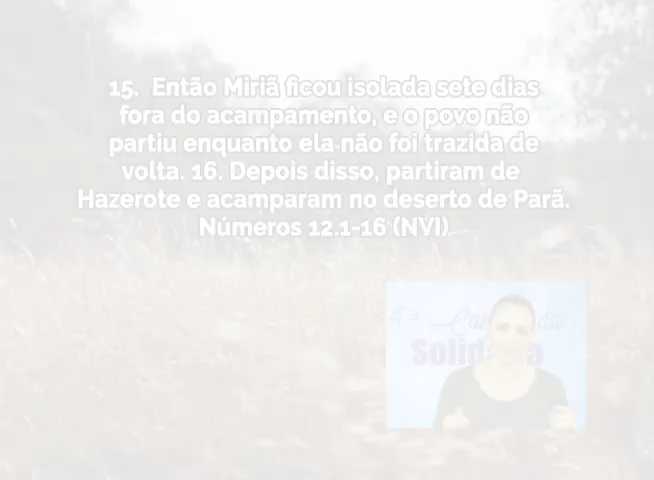 15. Então Miriã ficou isolada sete dias
fora do acampamento, e o povo não
partiu enquanto ela não foi trazida de
volta. 16. Depois disso, partiram de
Hazerote e acamparam no deserto de Parã.
Números 12.1-16 (NVI)
4ª